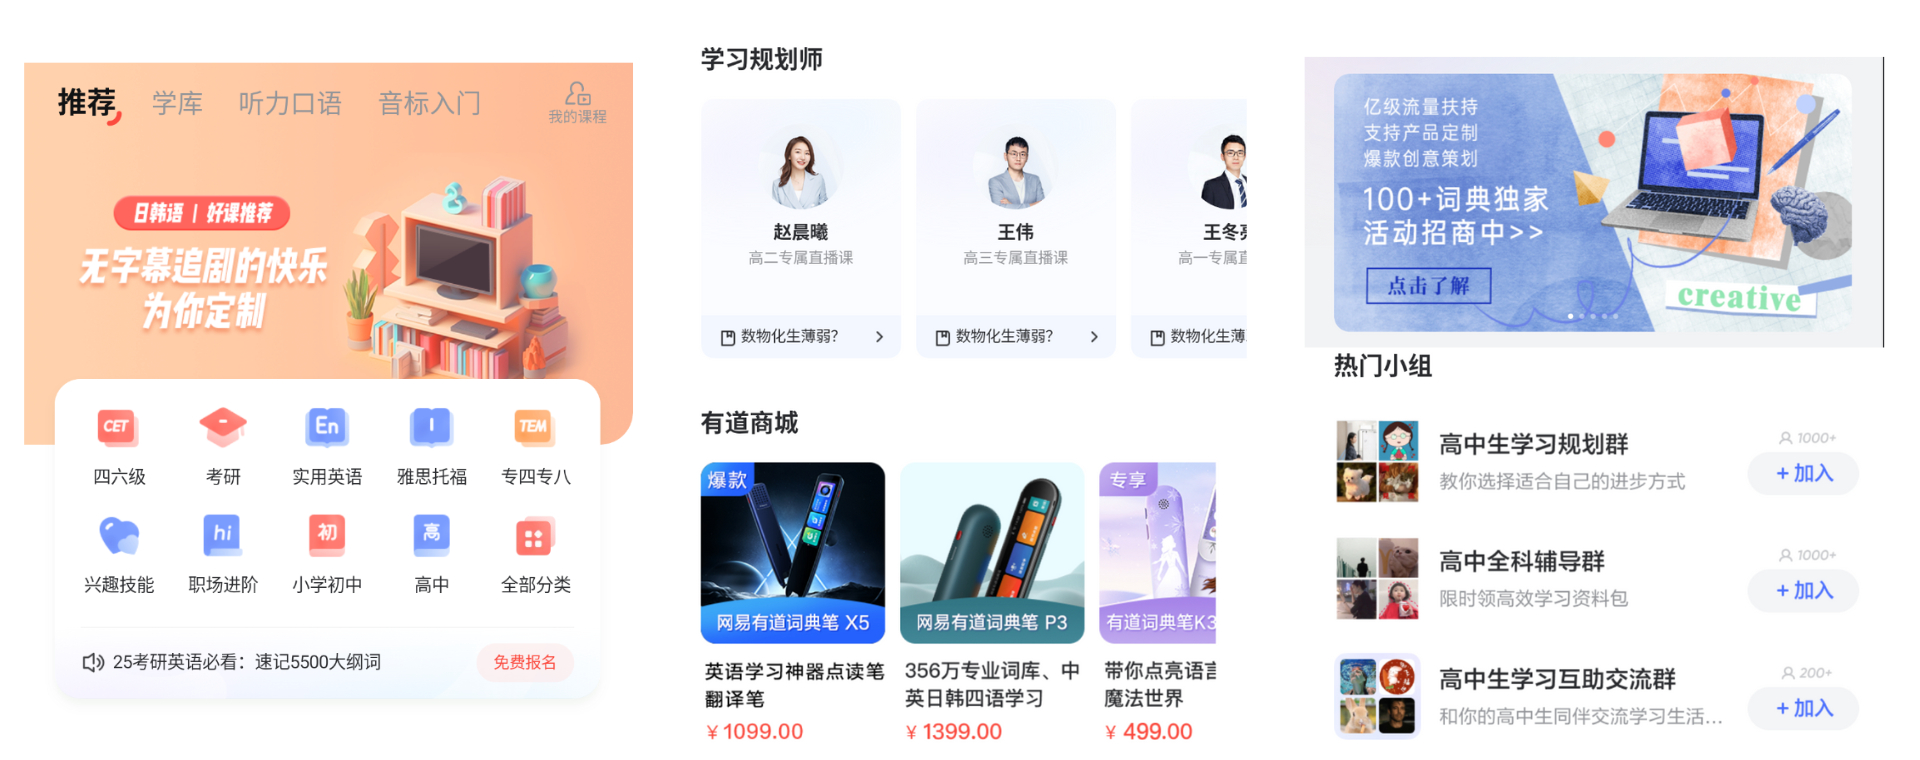 推荐 学库 听力口语 音标入门 我的课程
日韩语 | 好课推荐
无字幕追剧的快乐
为你定制
CET En I TEM
四六级 考研 实用英语 雅思托福 专四专八
hi 初 高
兴趣技能 职场进阶 小学初中 高中 全部分类
25考研英语必看：速记5500大纲词 免费报名
学习规划师
赵晨曦 王伟 王冬亮
高二专属直播课 高三专属直播课 高一专属直
数物化生薄弱? 数物化生薄弱? 数物化生薄弱
有道商城
爆款 专享
网易有道词典笔 X5 网易有道词典笔 P3 有道词典笔K3
英语学习神器点读笔 356万专业词库、中 带你点亮语言
翻译笔 英日韩四语学习 魔法世界
￥1099.00 ￥1399.00 ￥499.00
亿级流量扶持
支持产品定制
爆款创意策划
100+词典独家
活动招商中>>
点击了解
creative
热门小组
高中生学习规划群 1000+
教你选择适合自己的进步方式 +加入
高中全科辅导群 1000+
限时领高效学习资料包 +加入
高中生学习互助交流群 200+
和你的高中生同伴交流学习生活... +加入